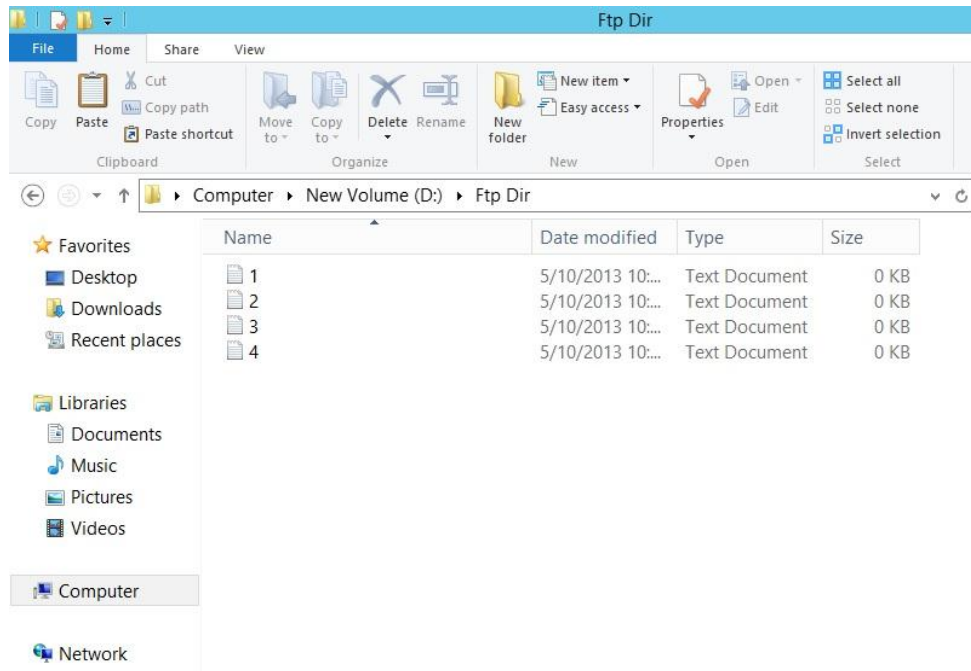 Ftp Dir
File Home Share View
Copy
Paste
Cut
Copy path
Paste shortcut
Move to
Copy to
Delete
Rename
New folder
New item
Easy access
Properties
Open
Edit
Select all
Select none
Invert selection
Clipboard Organize New Open Select
Computer New Volume (D:) Ftp Dir
Name Date modified Type Size
1 5/10/2013 10:... Text Document 0 KB
2 5/10/2013 10:... Text Document 0 KB
3 5/10/2013 10:... Text Document 0 KB
4 5/10/2013 10:... Text Document 0 KB
Favorites
Desktop
Downloads
Recent places
Libraries
Documents
Music
Pictures
Videos
Computer
Network